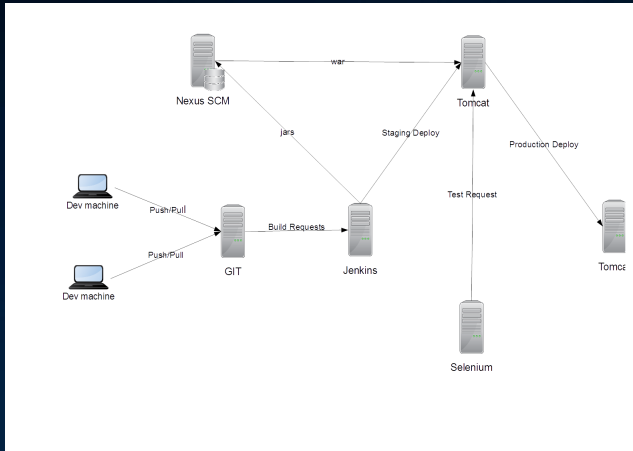 war
Nexus SCM
Tomcat
jars
Staging Deploy
Production Deploy
Dev machine
Push/Pull
Test Request
Build Requests
Push/Pull
GIT
Jenkins
Tomca
Dev machine
Selenium